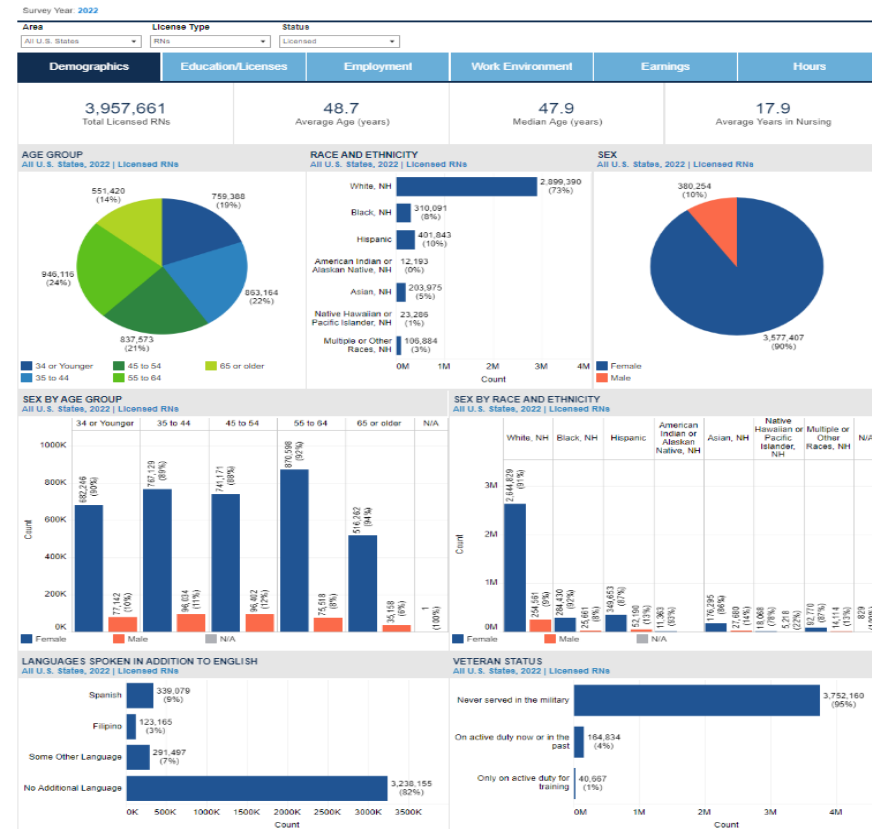 Survey Year: 2022
Area
License Type
Status
All U.S. States
RNs
Licensed
Demographics
Education/Licenses
Employment
Work Environment
Earnings
Hours
3,957,661
Total Licensed RNs
48.7
Average Age (years)
47.9
Median Age (years)
17.9
Average Years in Nursing
AGE GROUP
All U.S. States, 2022 | Licensed RNs
551,420
(14%)
759,388
(19%)
946,116
(24%)
863,164
(22%)
837,573
(21%)
34 or Younger
45 to 54
65 or older
35 to 44
55 to 64
RACE AND ETHNICITY
All U.S. States, 2022 | Licensed RNs
White, NH
2,899,390
(73%)
Black, NH
310,091
(8%)
Hispanic
401,843
(10%)
American Indian or
Alaskan Native, NH
12,193
(0%)
Asian, NH
203,975
(5%)
Native Hawaiian or
Pacific Islander, NH
23,286
(1%)
Multiple or Other
Races, NH
106,884
(3%)
0M 1M 2M 3M 4M
Count
SEX
All U.S. States, 2022 | Licensed RNs
380,254
(10%)
3,577,407
(90%)
Female
Male
SEX BY AGE GROUP
All U.S. States, 2022 | Licensed RNs
34 or Younger
35 to 44
45 to 54
55 to 64
65 or older
N/A
1000K
800K
600K
400K
200K
0K
Count
682,246
(90%)
77,142
(10%)
767,129
(89%)
96,034
(11%)
741,171
(88%)
96,402
(12%)
870,598
(92%)
75,518
(8%)
516,262
(94%)
35,158
(6%)
1
(100%)
Female
Male
N/A
SEX BY RACE AND ETHNICITY
All U.S. States, 2022 | Licensed RNs
White, NH
Black, NH
Hispanic
American
Indian or
Alaskan
Native, NH
Asian, NH
Native
Hawaiian or
Pacific
Islander,
NH
Multiple or
Other
Races, NH
N/A
3M
2M
1M
0M
Count
2,644,829
(91%)
254,561
(9%)
284,430
(92%)
25,661
(8%)
349,653
(87%)
52,190
(13%)
11,363
(93%)
176,295
(86%)
27,680
(14%)
18,068
(78%)
5,218
(22%)
92,770
(87%)
14,114
(13%)
829
Female
Male
N/A
LANGUAGES SPOKEN IN ADDITION TO ENGLISH
All U.S. States, 2022 | Licensed RNs
Spanish
339,079
(9%)
Filipino
123,165
(3%)
Some Other Language
291,497
(7%)
No Additional Language
3,238,155
(82%)
0K 500K 1000K 1500K 2000K 2500K 3000K 3500K
Count
VETERAN STATUS
All U.S. States, 2022 | Licensed RNs
Never served in the military
3,752,160
(95%)
On active duty now or in the
past
164,834
(4%)
Only on active duty for
training
40,667
(1%)
0M 1M 2M 3M 4M
Count